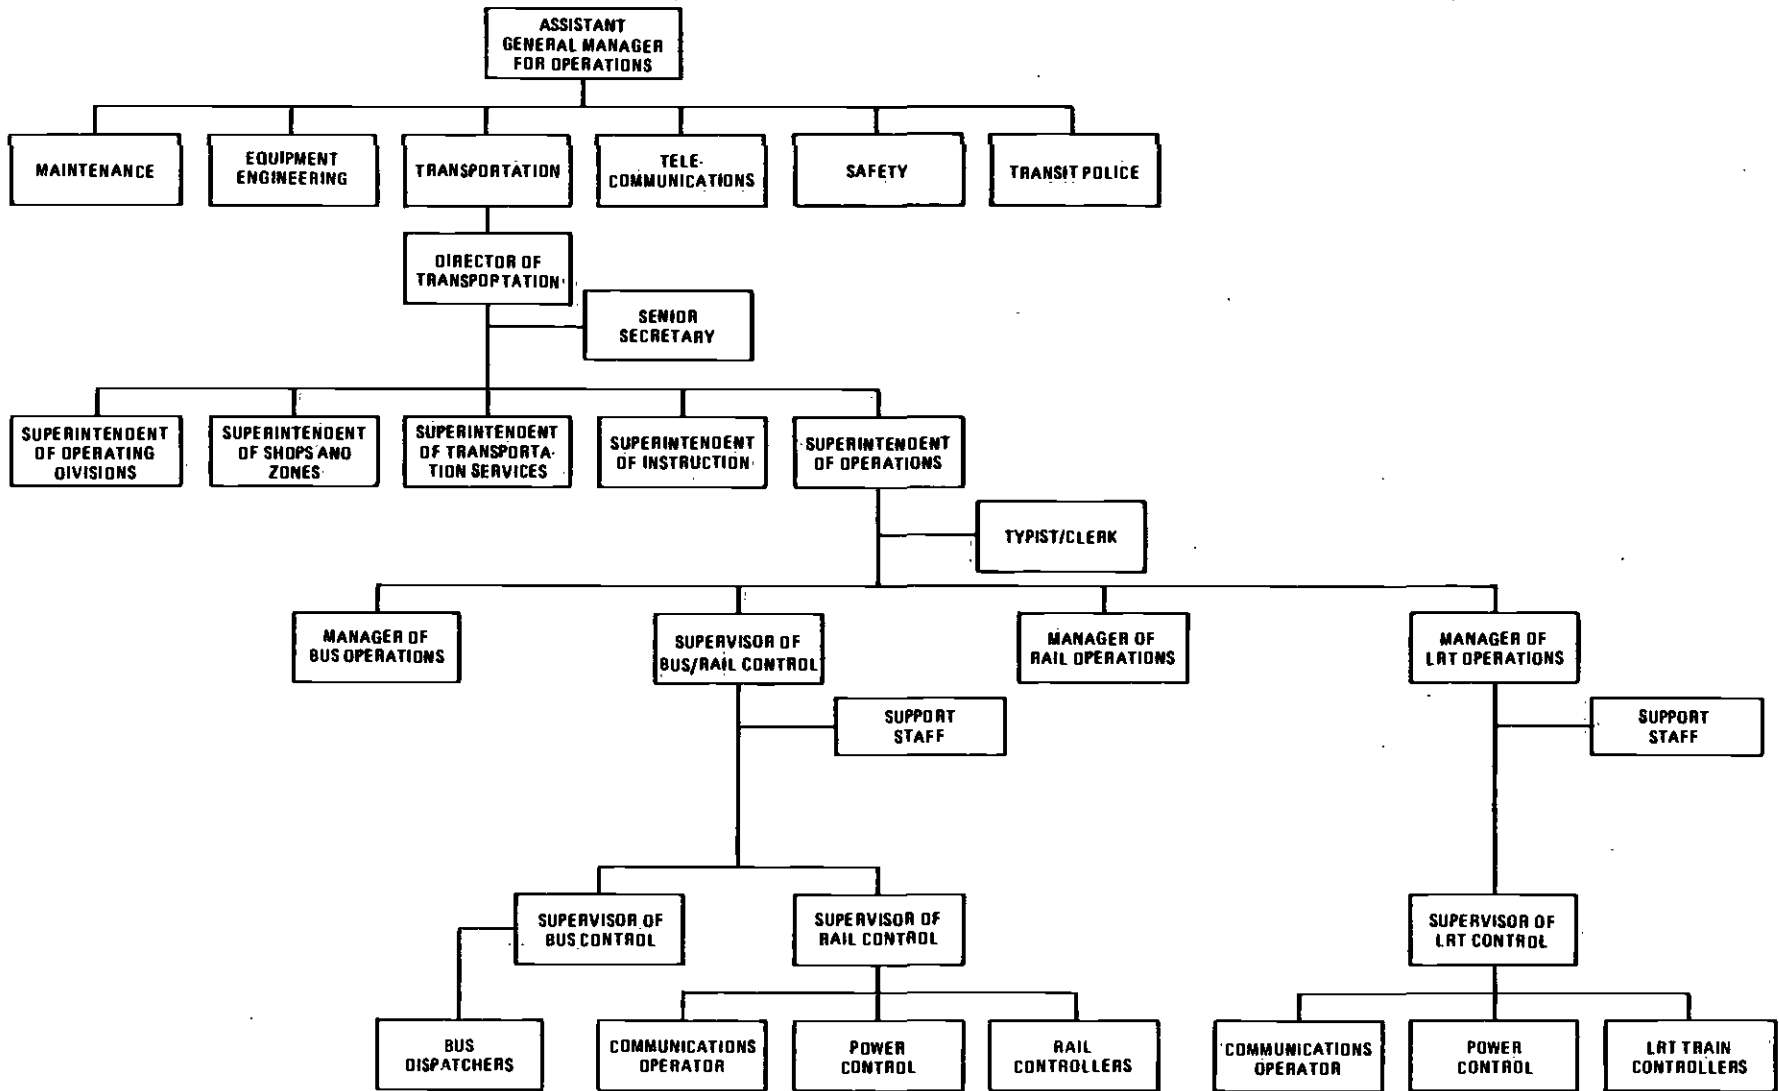 ASSISTANT
GENERAL MANAGER
FOR OPERATIONS
MAINTENANCE
EQUIPMENT
ENGINEERING
TRANSPORTATION
TELE-
COMMUNICATIONS
SAFETY
TRANSIT POLICE
DIRECTOR OF
TRANSPORTATION
SENIOR
SECRETARY
SUPERINTENDENT
OF OPERATING
DIVISIONS
SUPERINTENDENT
OF SHOPS AND
ZONES
SUPERINTENDENT
OF TRANSPORTA-
TION SERVICES
SUPERINTENDENT
OF INSTRUCTION
SUPERINTENDENT
OF OPERATIONS
TYPIST/CLERK
MANAGER OF
BUS OPERATIONS
SUPERVISOR OF
BUS/RAIL CONTROL
MANAGER OF
RAIL OPERATIONS
MANAGER OF
LRT OPERATIONS
SUPPORT
STAFF
SUPPORT
STAFF
SUPERVISOR OF
BUS CONTROL
SUPERVISOR OF
RAIL CONTROL
SUPERVISOR OF
LRT CONTROL
BUS
DISPATCHERS
COMMUNICATIONS
OPERATOR
POWER
CONTROL
RAIL
CONTROLLERS
COMMUNICATIONS
OPERATOR
POWER
CONTROL
LRT TRAIN
CONTROLLERS